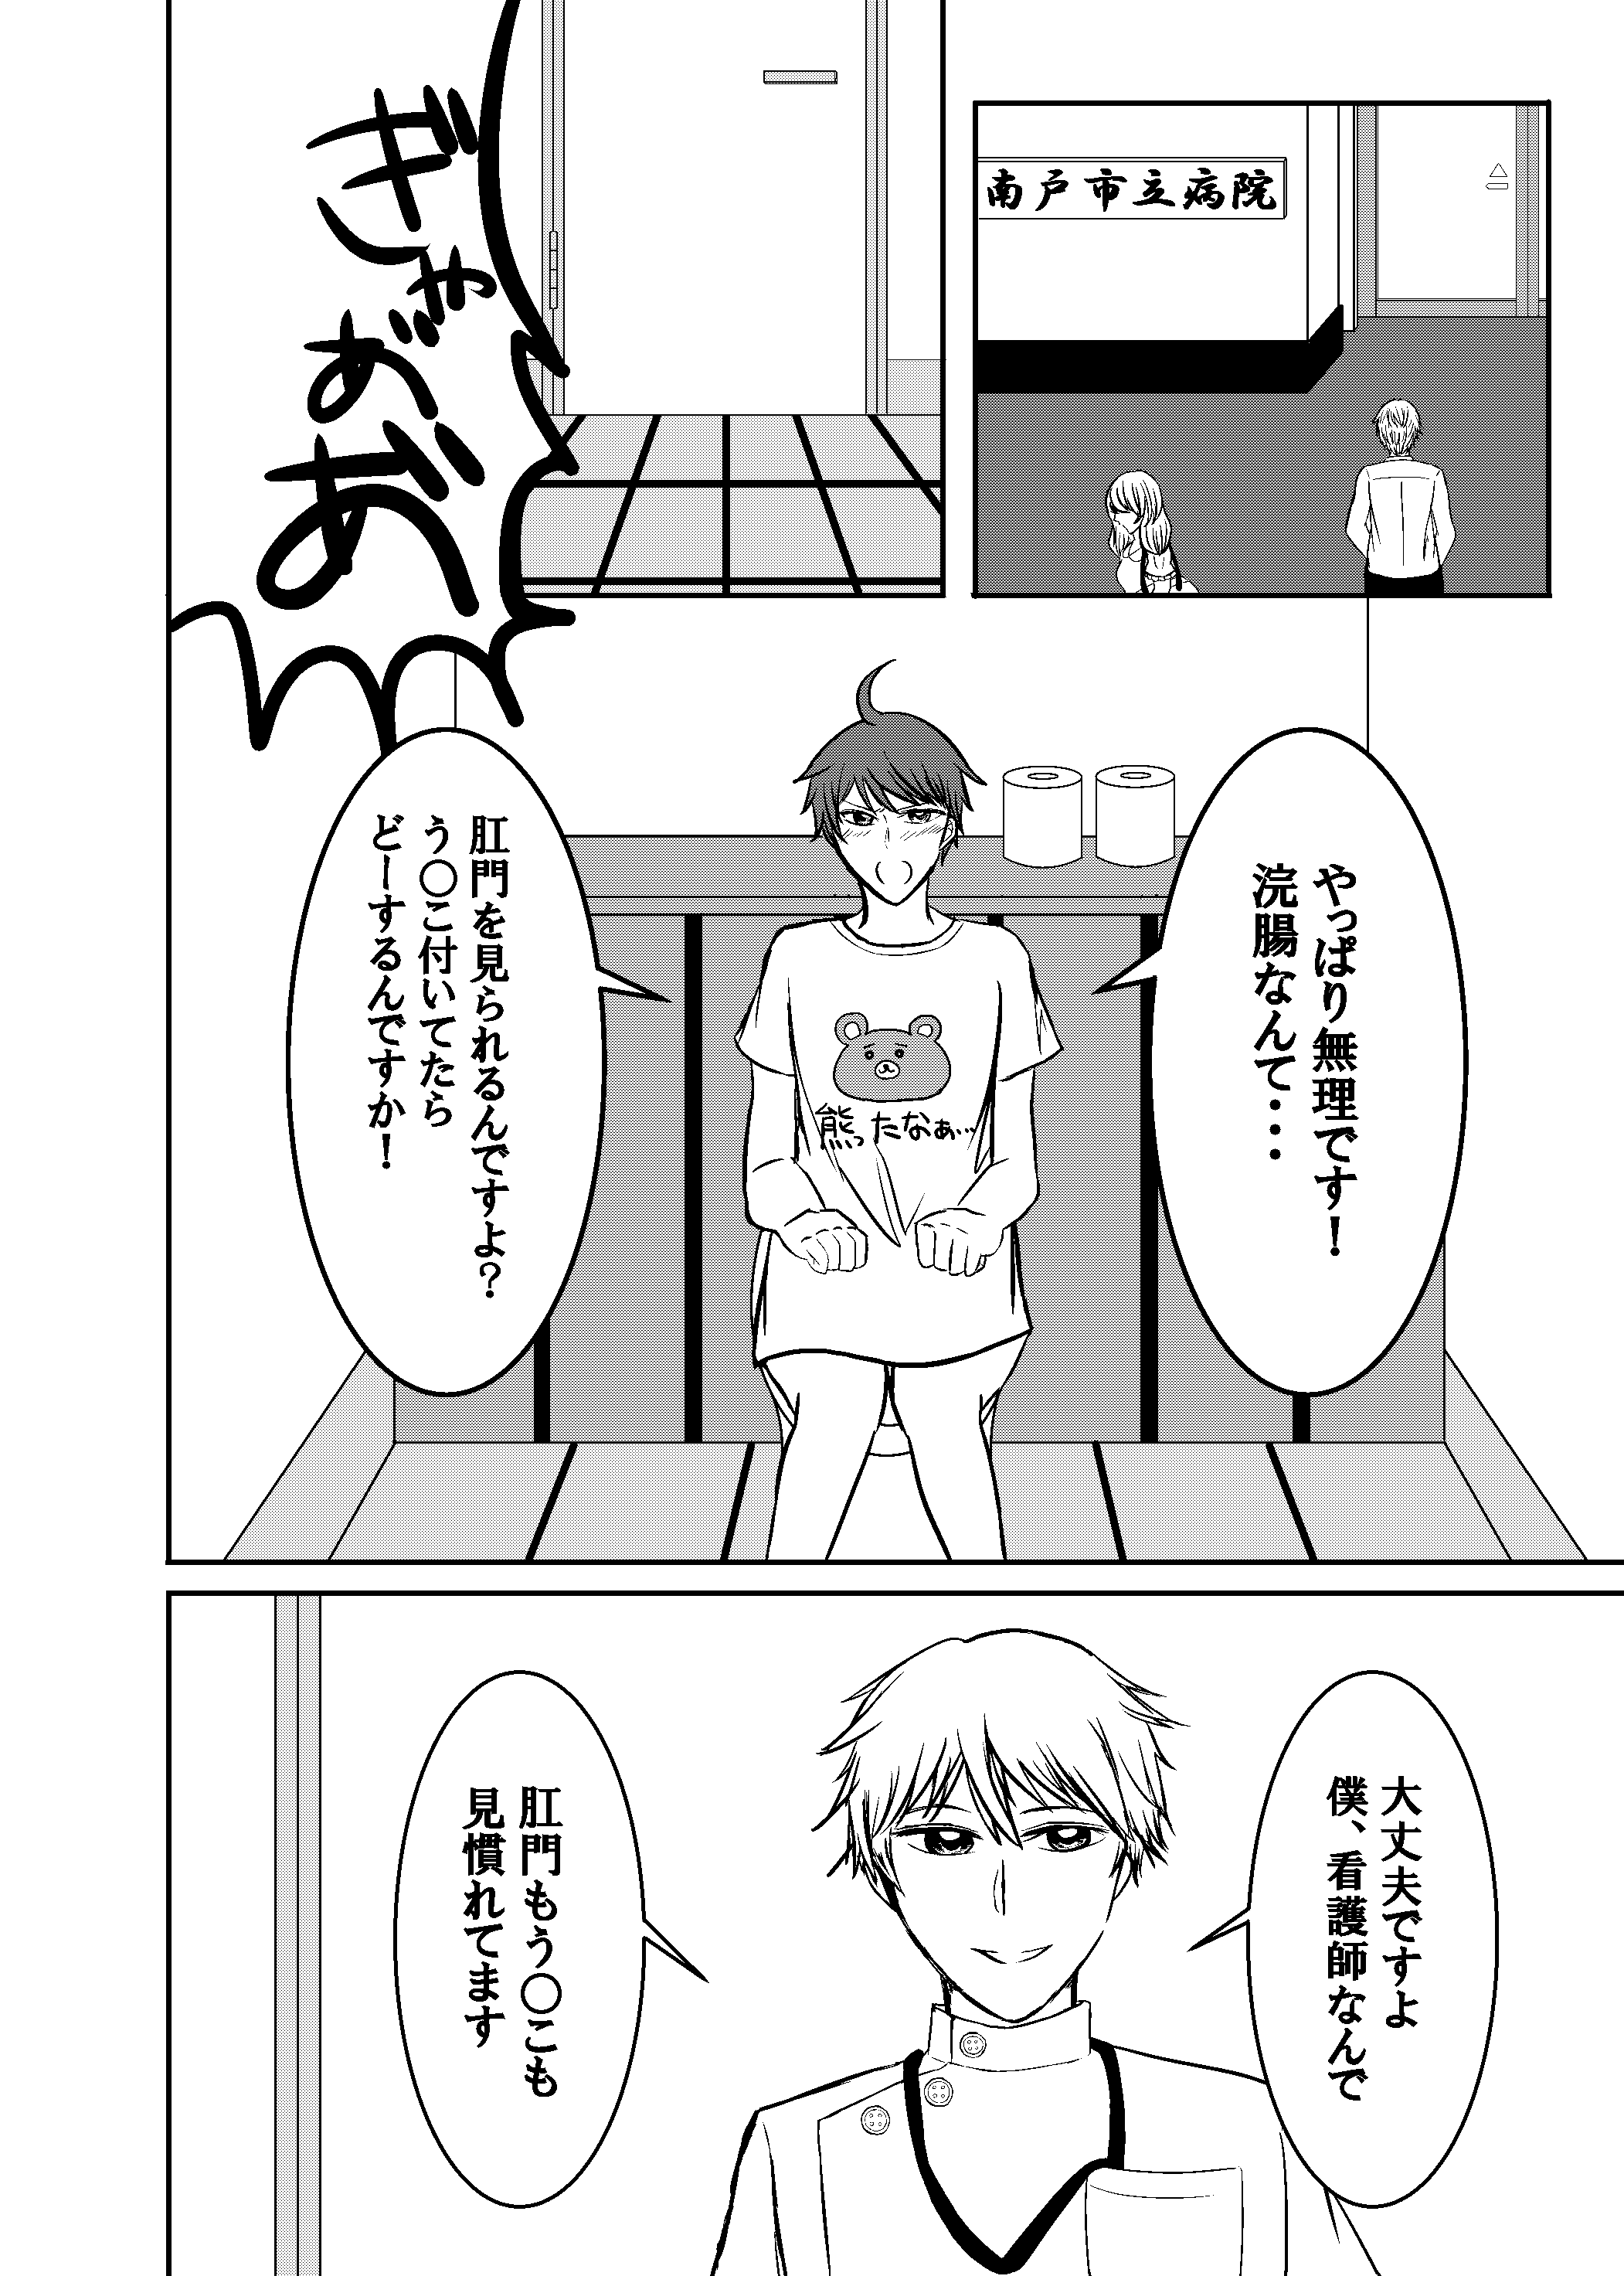 南戸市立病院
ぎゃあ゛あ゛
やっぱり無理です！
浣腸なんて・・・
熊ったなぁ…
肛門を見られるんですよ？
う〇こ付いてたら
どーするんですか！
大丈夫ですよ
僕、看護師なんで
肛門もう〇こも
見慣れてます